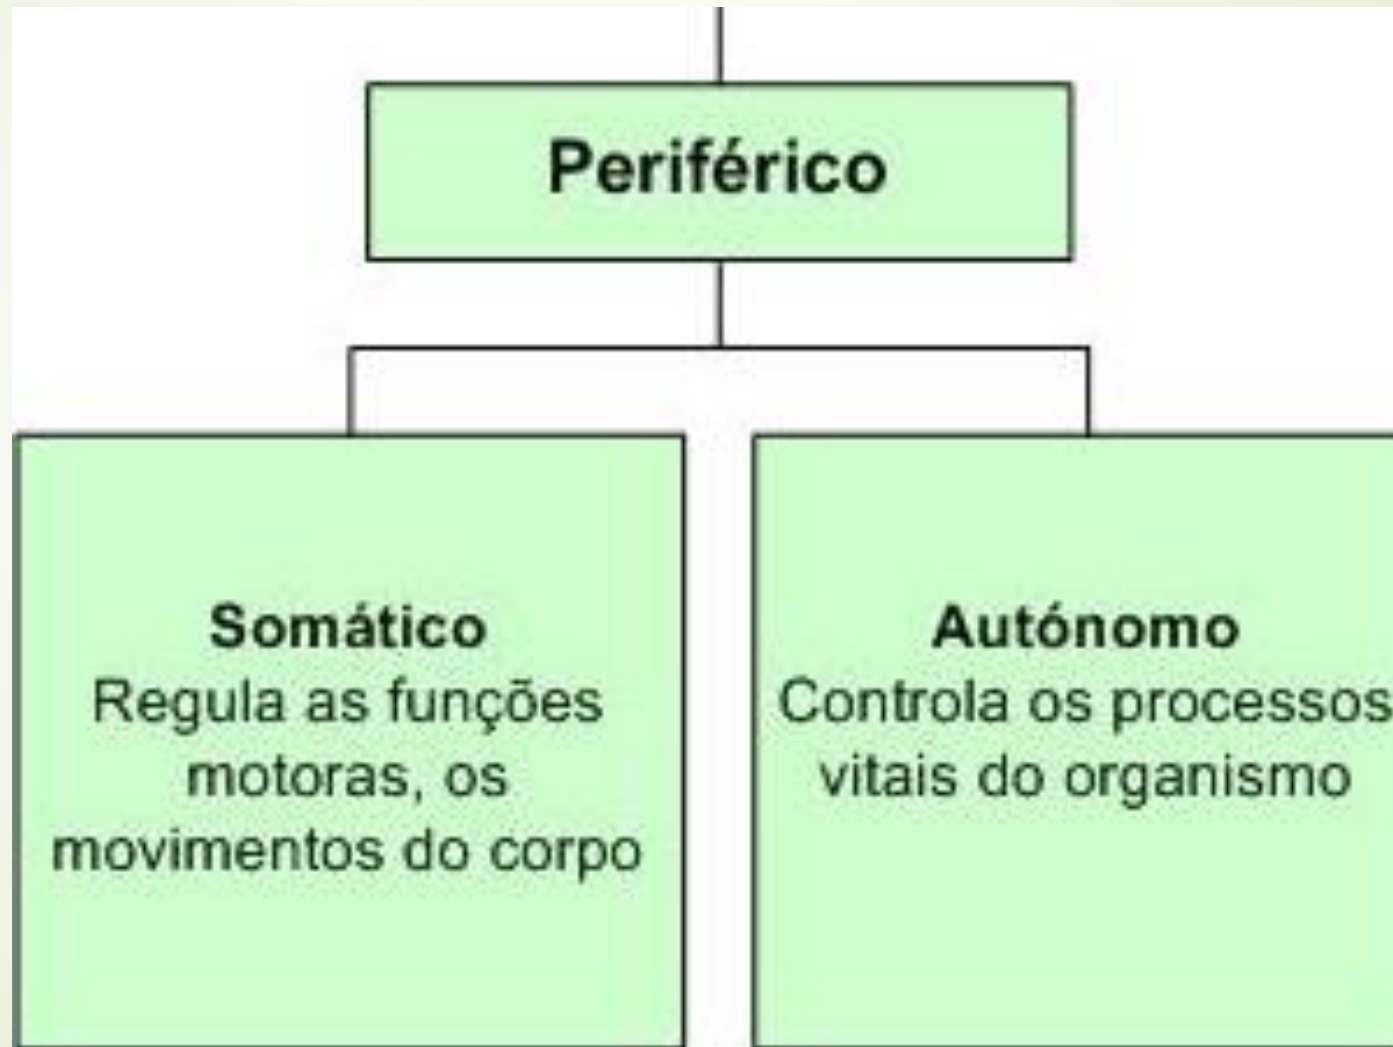 Periférico
Somático
Regula as funções
motoras, os
movimentos do corpo
Autónomo
Controla os processos
vitais do organismo